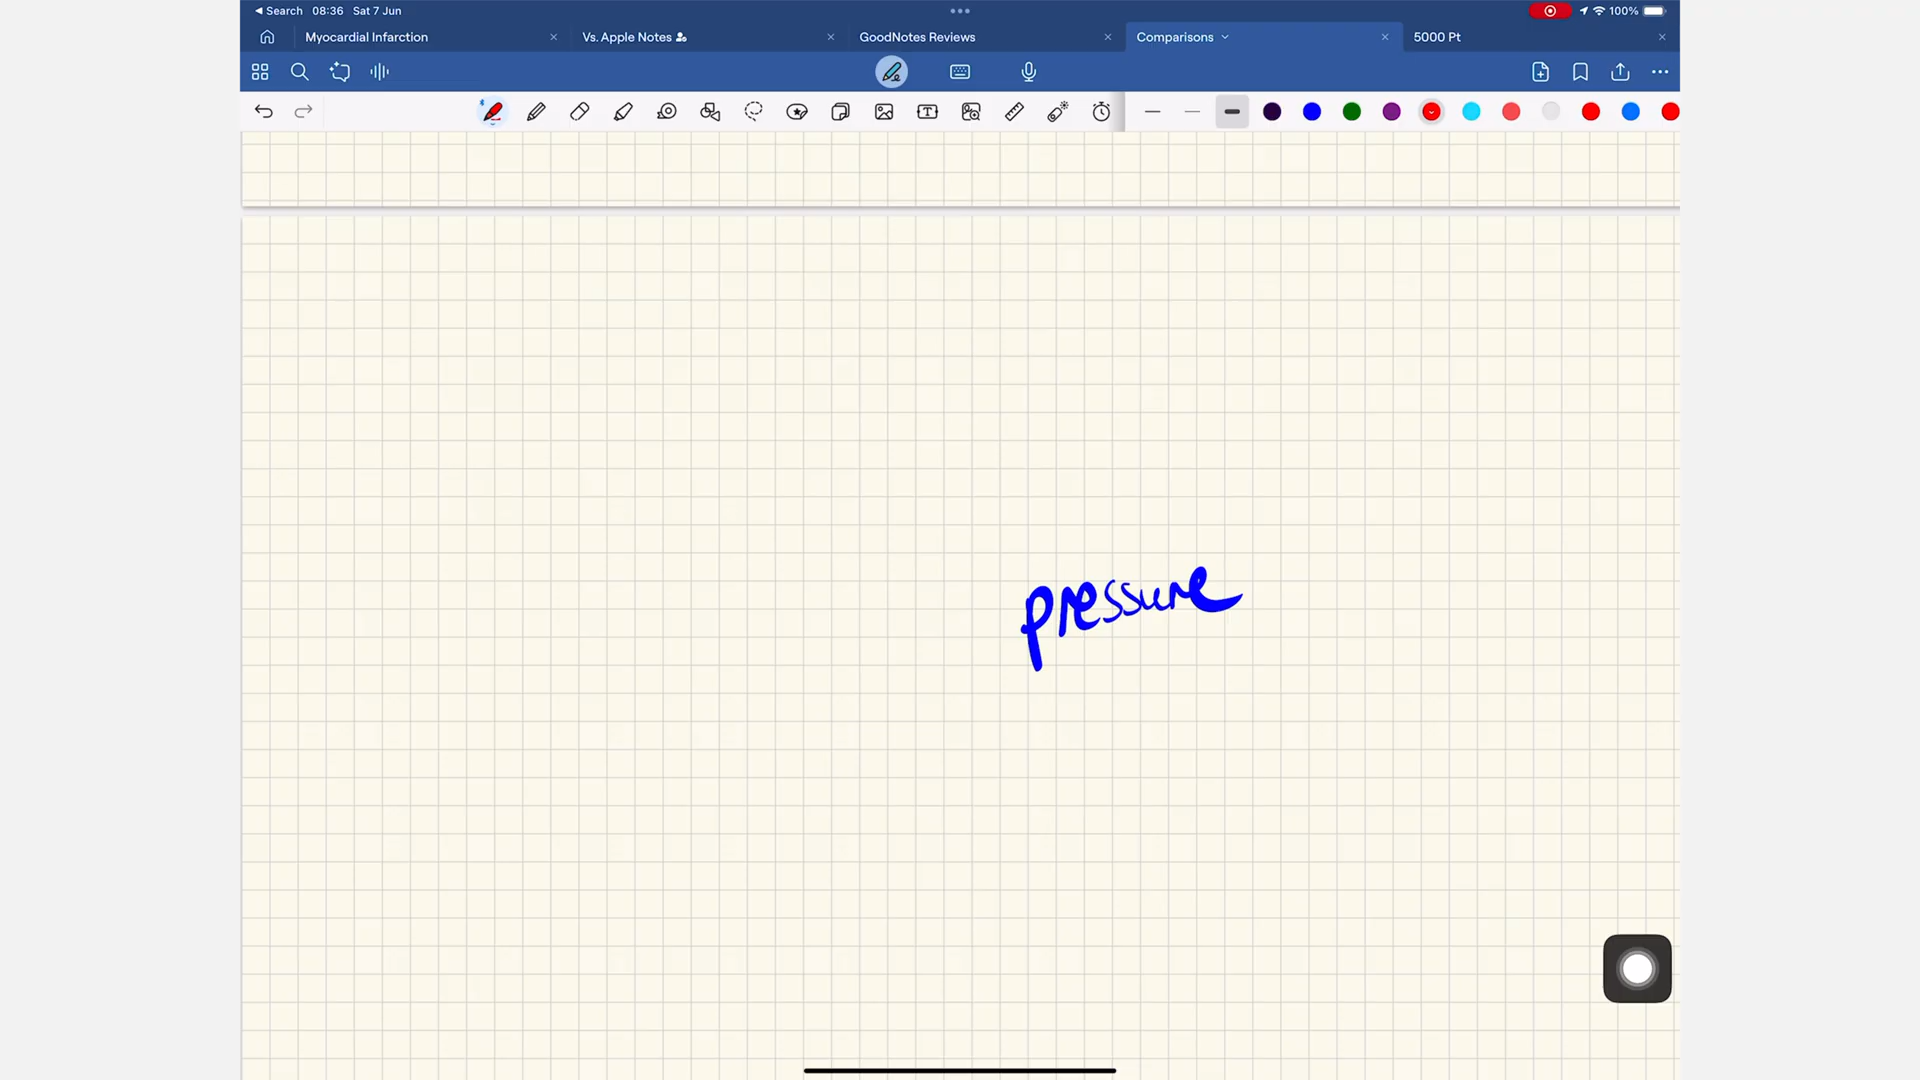 Search 08:36 Sat 7 Jun 100%
Myocardial Infarction Vs. Apple Notes GoodNotes Reviews Comparisons 5000 Pt
pressure